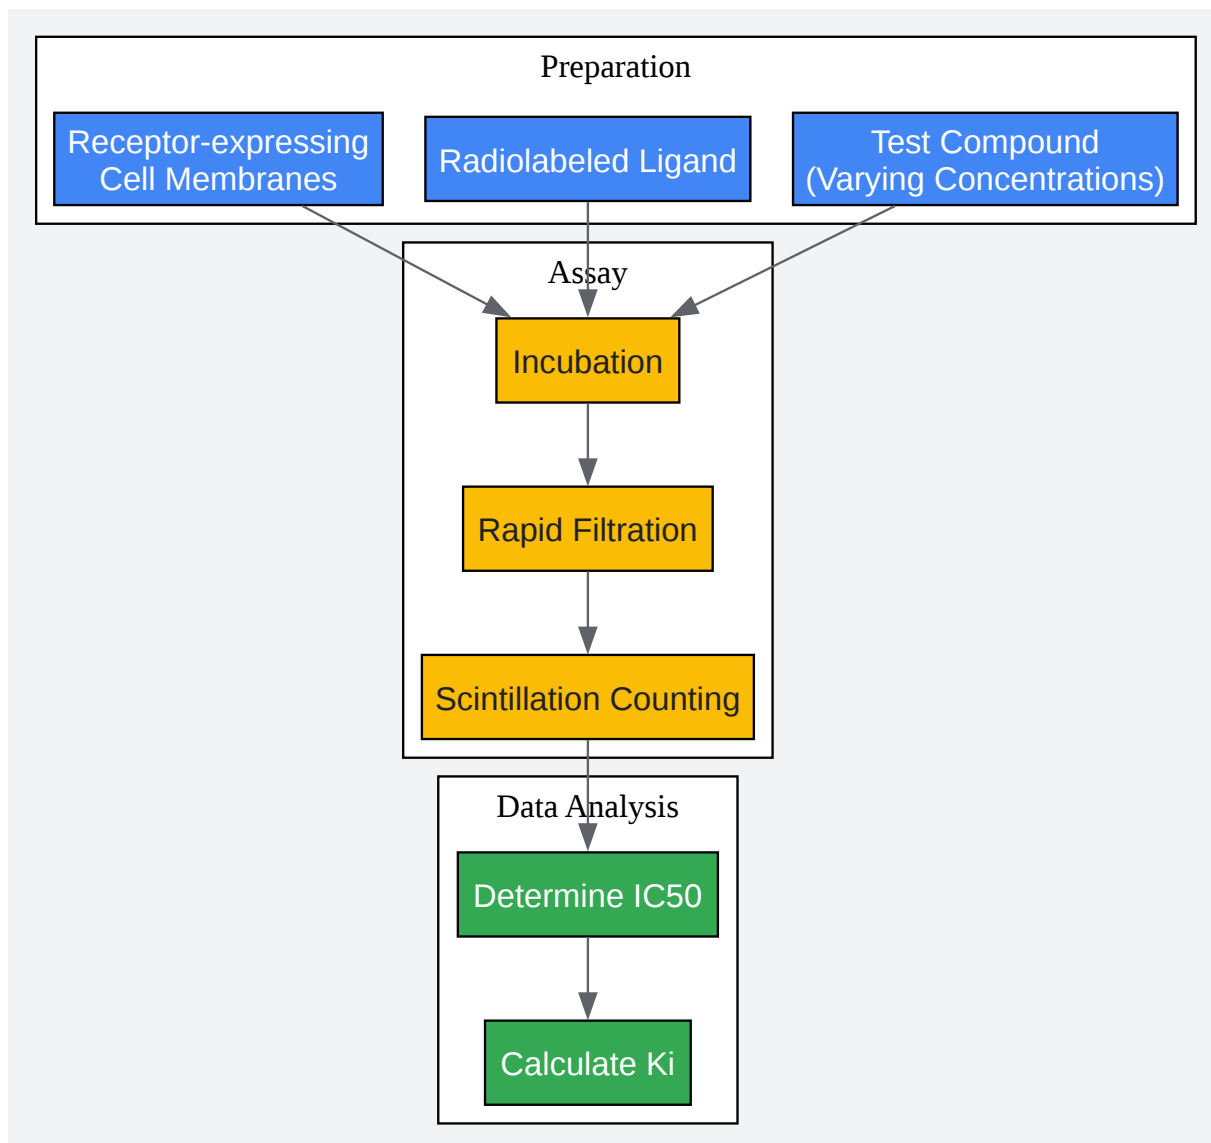 Preparation
Receptor-expressing
Cell Membranes
Radiolabeled Ligand
Test Compound
(Varying Concentrations)
Assay
Incubation
Rapid Filtration
Scintillation Counting
Data Analysis
Determine IC50
Calculate Ki